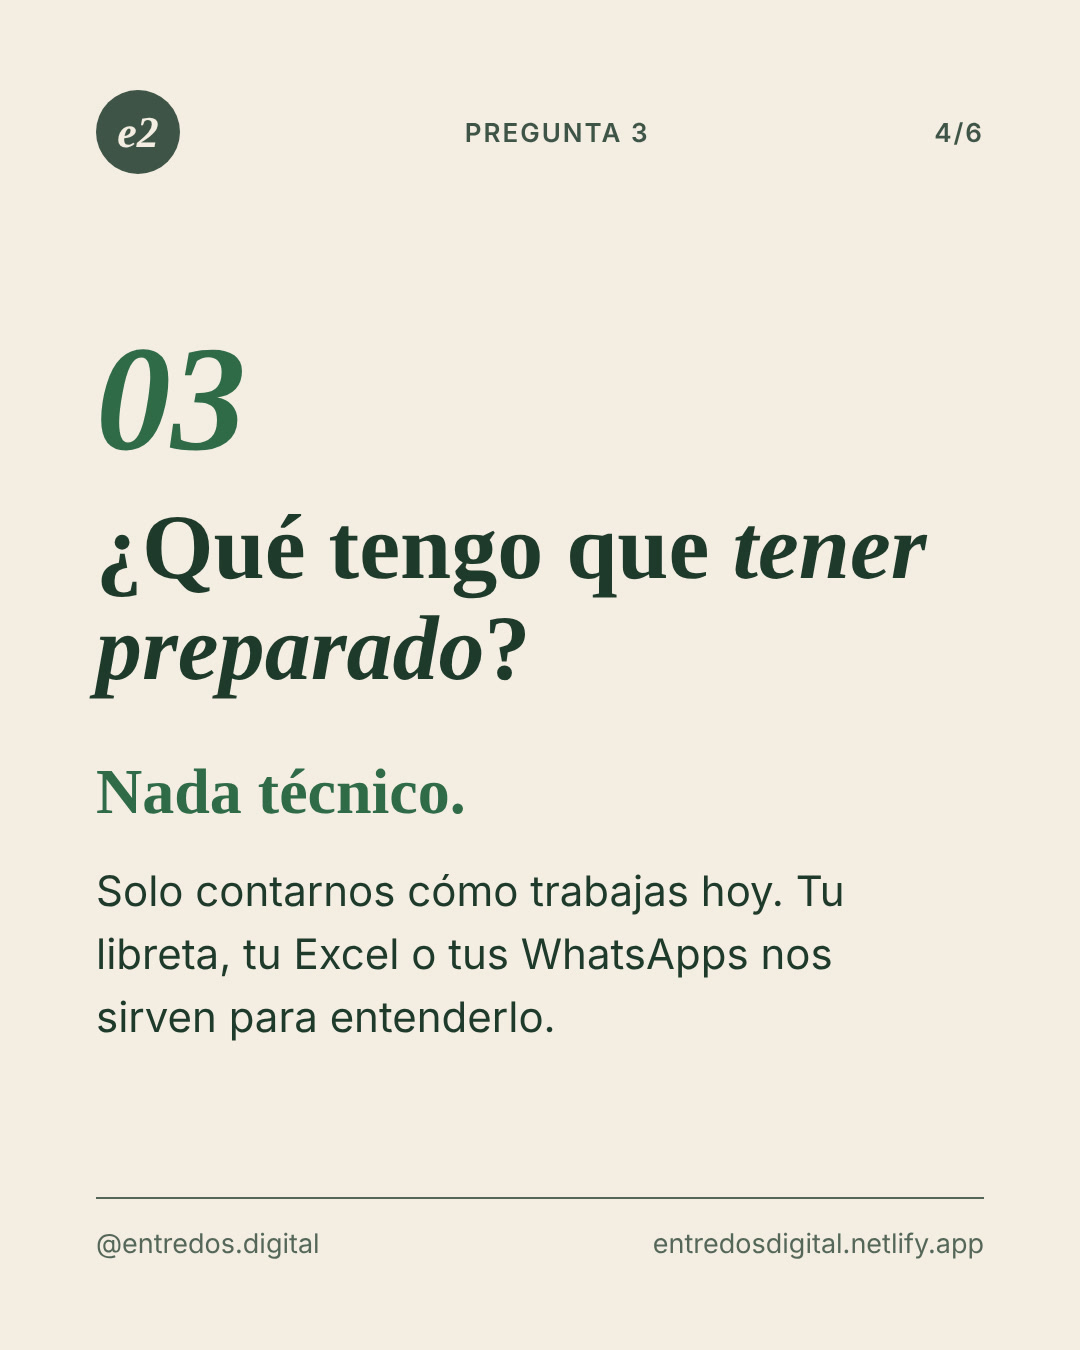 e2
PREGUNTA 3
4/6
03
¿Qué tengo que tener
preparado?
Nada técnico.
Solo contarnos cómo trabajas hoy. Tu
libreta, tu Excel o tus WhatsApps nos
sirven para entenderlo.
@entredos.digital
entredosdigital.netlify.app